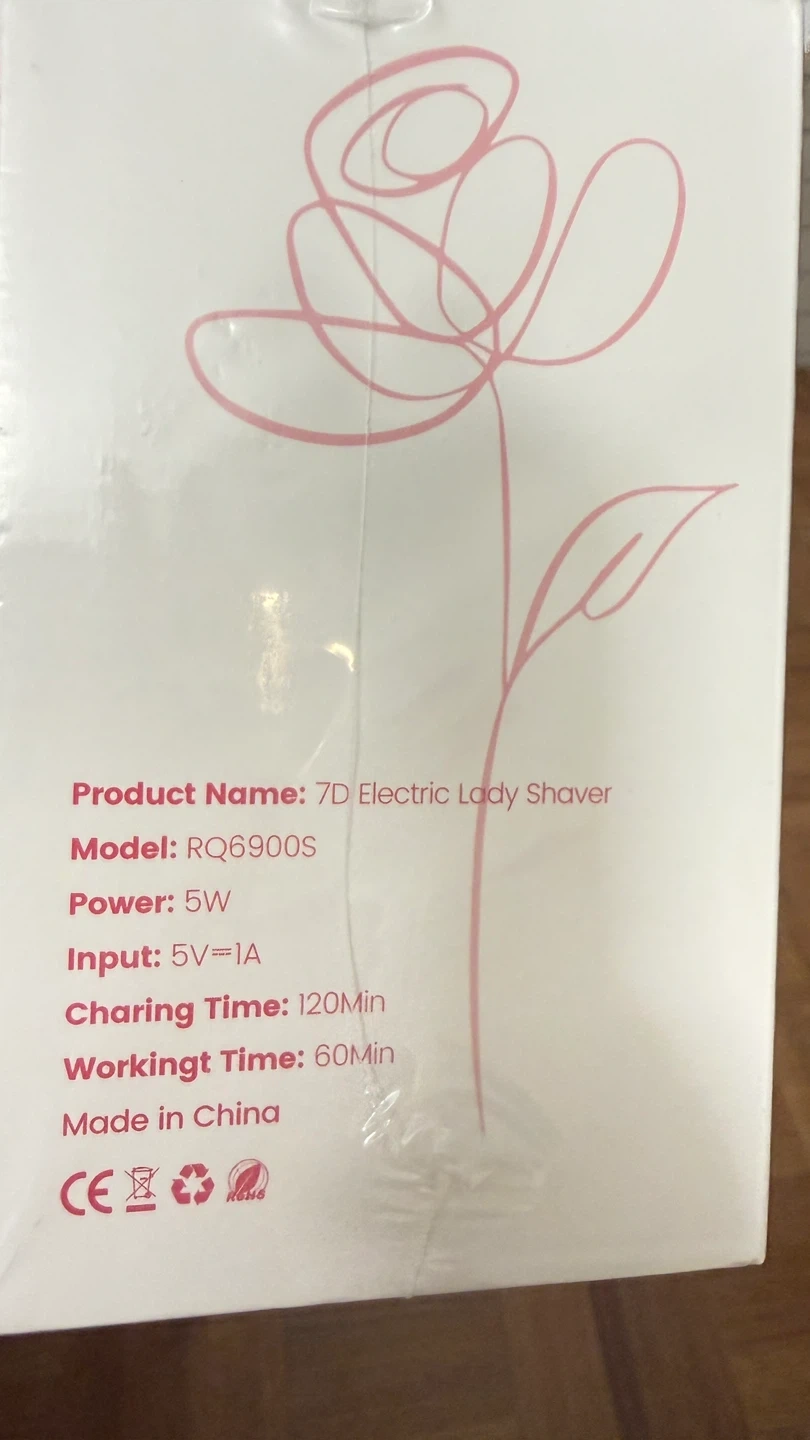 Product Name: 7D Electric Lady Shaver
Model: RQ6900S
Power: 5W
Input: 5V⎓1A
Charing Time: 120Min
Workingt Time: 60Min
Made in China
CE RoHS